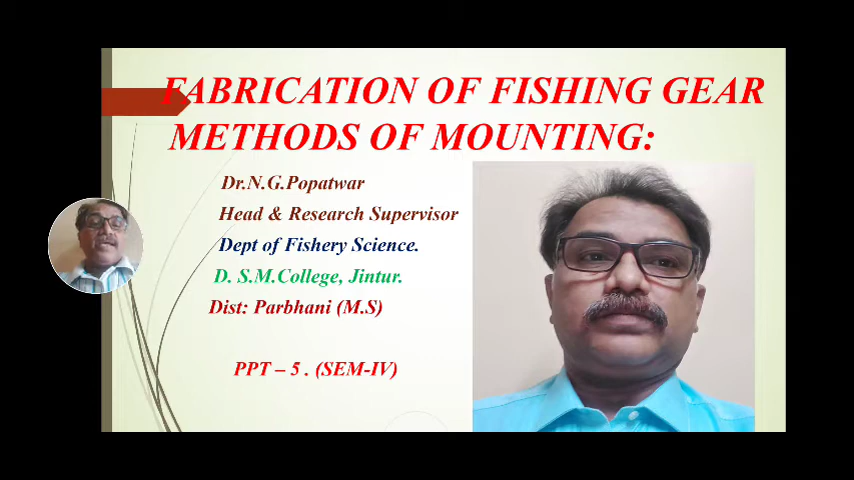 FABRICATION OF FISHING GEAR
METHODS OF MOUNTING:
Dr.N.G.Popatwar
Head & Research Supervisor
Dept of Fishery Science.
D. S.M.College, Jintur.
Dist: Parbhani (M.S)
PPT – 5 . (SEM-IV)